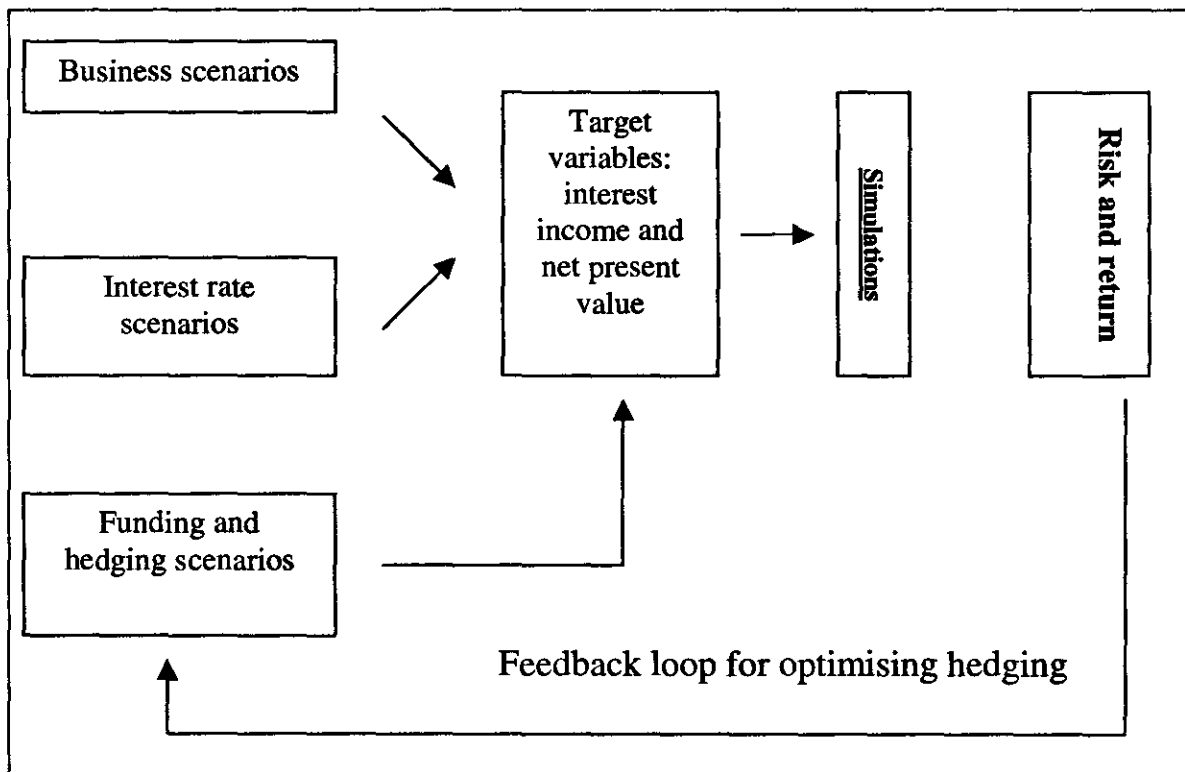 Business scenarios
Interest rate
scenarios
Funding and
hedging scenarios
Target
variables:
interest
income and
net present
value
Simulations
Risk and return
Feedback loop for optimising hedging